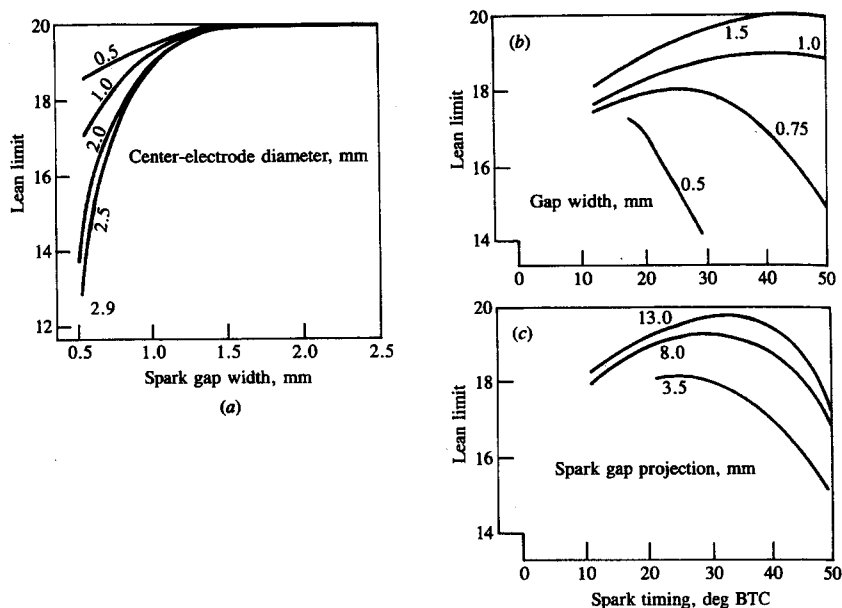 20
18
16
14
12
Lean limit
0.5
1.0
2.0
2.5
2.9
Center-electrode diameter, mm
0.5 1.0 1.5 2.0 2.5
Spark gap width, mm
(a)
(b)
20
18
16
14
Lean limit
1.5
1.0
0.75
0.5
Gap width, mm
0 10 20 30 40 50
(c)
20
18
16
14
Lean limit
13.0
8.0
3.5
Spark gap projection, mm
0 10 20 30 40 50
Spark timing, deg BTC